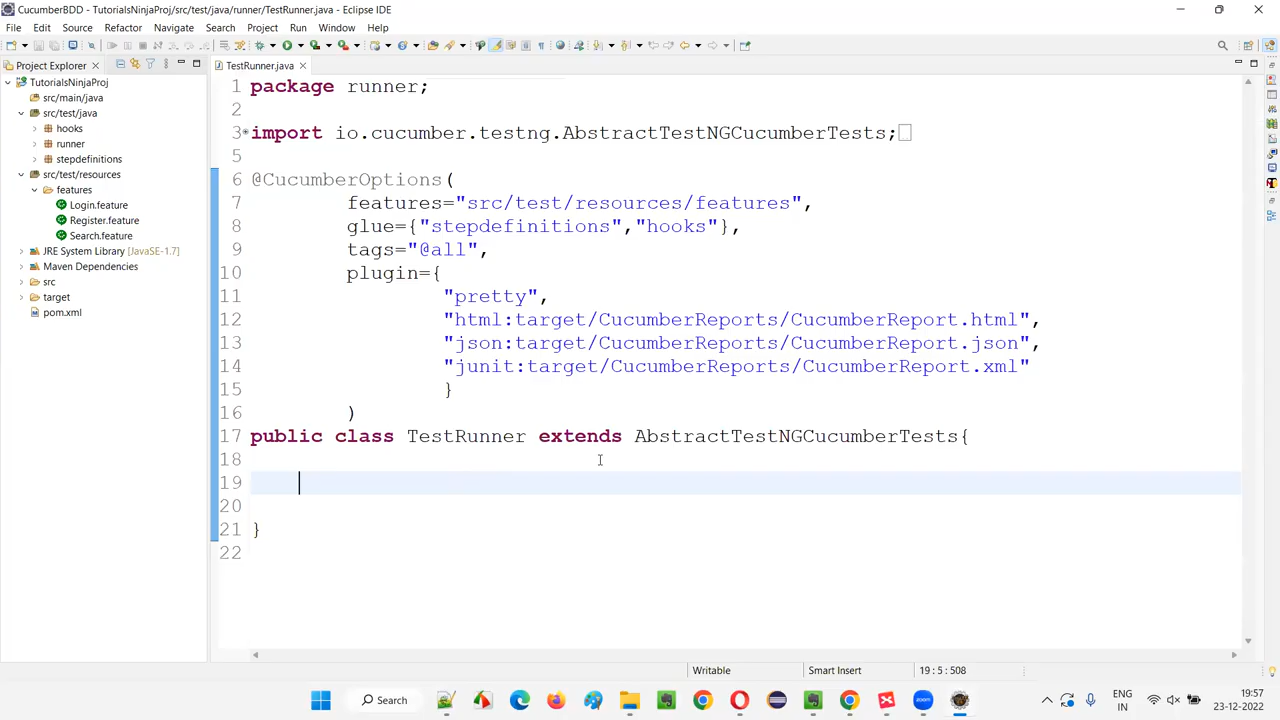 CucumberBDD - TutorialsNinjaProj/src/test/java/runner/TestRunner.java - Eclipse IDE
File Edit Source Refactor Navigate Search Project Run Window Help
Project Explorer
TestRunner.java
TutorialsNinjaProj
src/main/java
src/test/java
hooks
runner
stepdefinitions
src/test/resources
features
Login.feature
Register.feature
Search.feature
JRE System Library [JavaSE-1.7]
Maven Dependencies
src
target
pom.xml
1 package runner;
2
3 import io.cucumber.testng.AbstractTestNGCucumberTests;
5
6 @CucumberOptions(
7 features="src/test/resources/features",
8 glue={"stepdefinitions","hooks"},
9 tags="@all",
10 plugin={
11 "pretty",
12 "html:target/CucumberReports/CucumberReport.html",
13 "json:target/CucumberReports/CucumberReport.json",
14 "junit:target/CucumberReports/CucumberReport.xml"
15 }
16 )
17 public class TestRunner extends AbstractTestNGCucumberTests{
18
19
20
21 }
22
Writable Smart Insert 19 : 5 : 508
Search
zoom
ENG
IN
19:57
23-12-2022